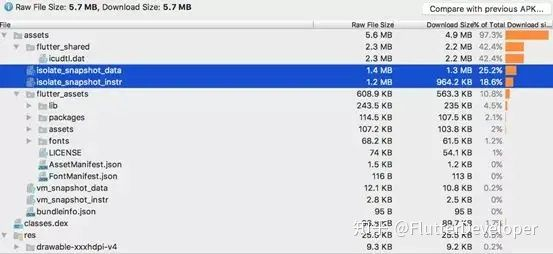 Raw File Size: 5.7 MB, Download Size: 5.7 MB
Compare with previous APK...
File Raw File Size Download Size % of Total Download siz...
assets 5.6 MB 4.9 MB 97.3%
flutter_shared 2.3 MB 2.2 MB 42.4%
icudtl.dat 2.3 MB 2.2 MB 42.4%
isolate_snapshot_data 1.4 MB 1.3 MB 25.2%
isolate_snapshot_instr 1.2 MB 964.2 KB 18.6%
flutter_assets 608.9 KB 563.3 KB 10.8%
lib 243.5 KB 235 KB 4.5%
packages 114.5 KB 107.5 KB 2.1%
assets 107.2 KB 103.8 KB 2%
fonts 68.2 KB 61.5 KB 1.2%
LICENSE 74 KB 54.1 KB 1%
AssetManifest.json 1.5 KB 1.2 KB 0%
FontManifest.json 116 B 113 B 0%
vm_snapshot_data 12.1 KB 10.8 KB 0.2%
vm_snapshot_instr 2.8 KB 2.5 KB 0%
bundleinfo.json 95 B 95 B 0%
classes.dex
res
drawable-xxxhdpi-v4 9.3 KB 9.2 KB 0.2%
知乎 @FlutterDeveloper